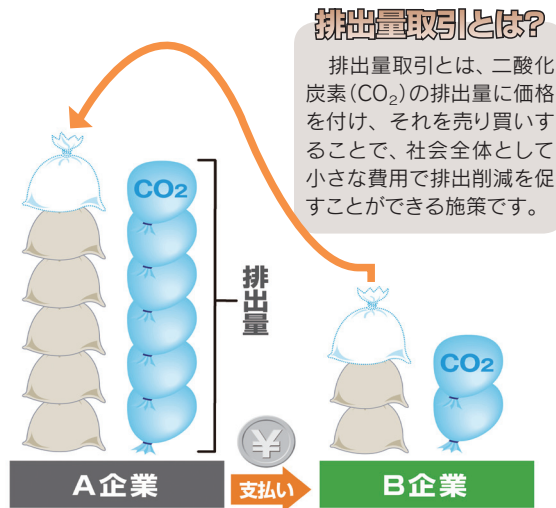 排出量取引とは?
排出量取引とは、二酸化
炭素(CO₂)の排出量に価格
を付け、それを売り買いす
ることで、社会全体として
小さな費用で排出削減を促
すことができる施策です。
CO2
排出量
CO2
¥
A企業
支払い
B企業